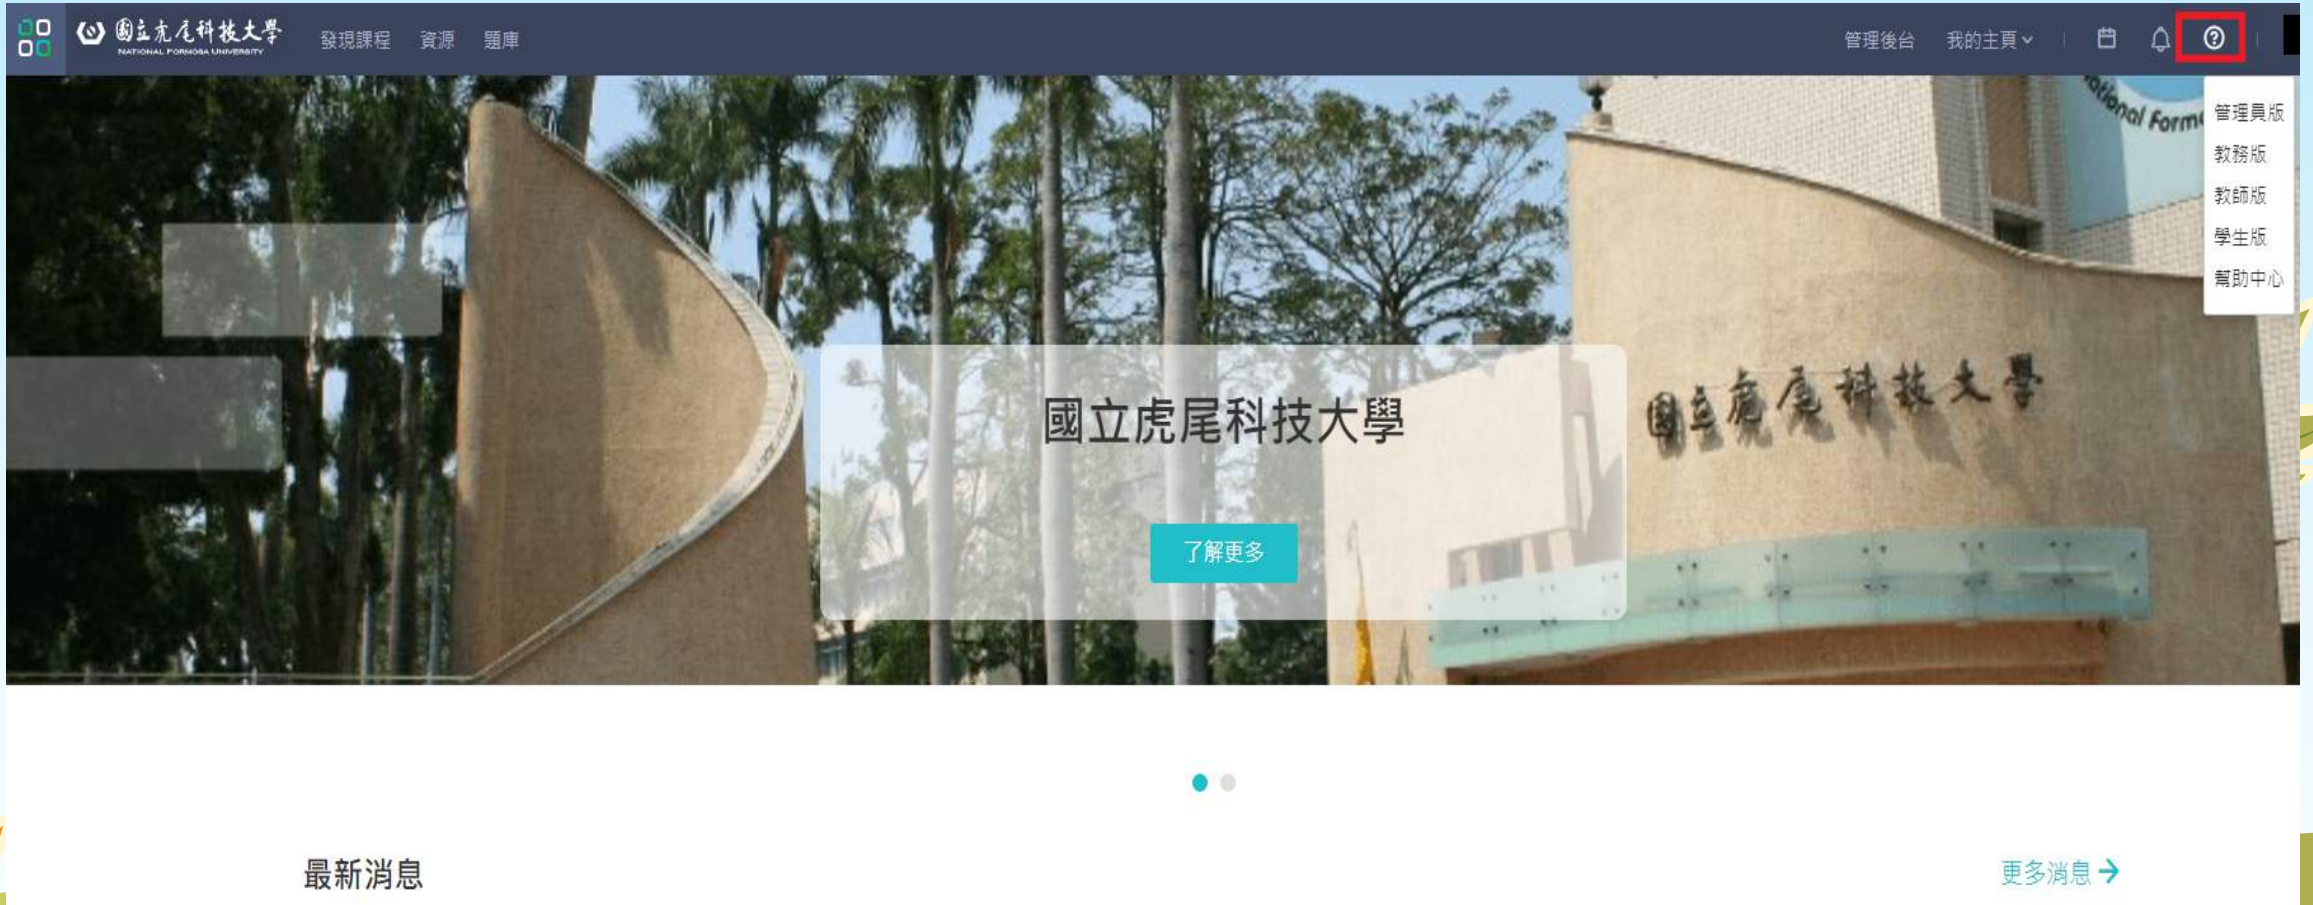 國立虎尾科技大學
NATIONAL FORMOSA UNIVERSITY
發現課程 資源 題庫
管理後台 我的主頁
管理員版
教務版
教師版
學生版
幫助中心
國立虎尾科技大學
了解更多
國立虎尾科技大學
最新消息
更多消息